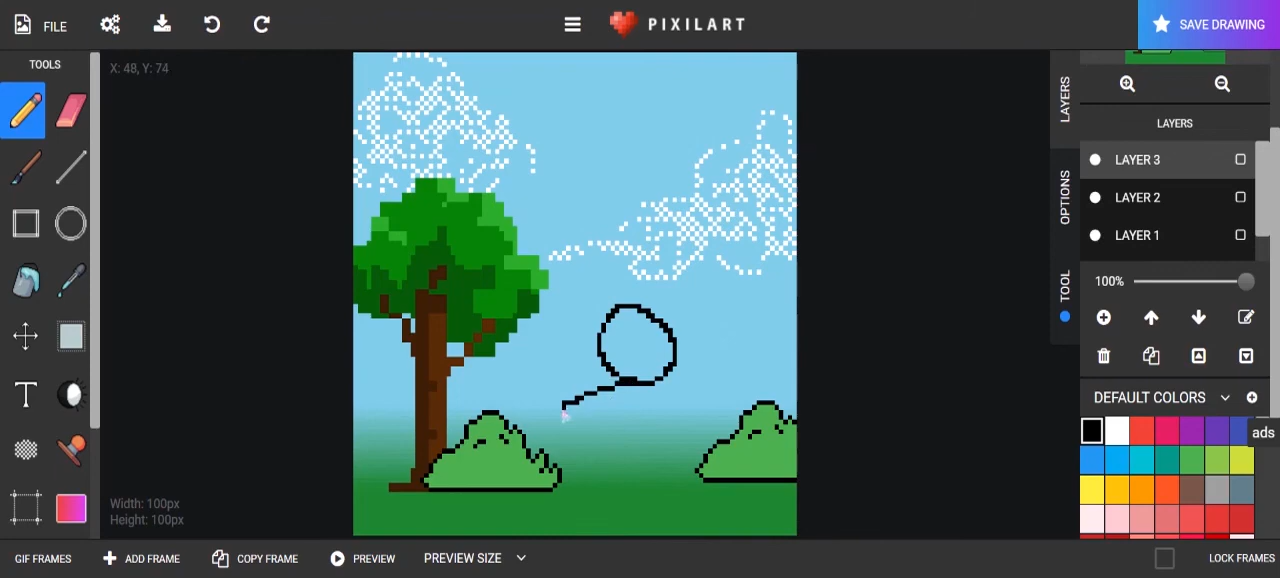 FILE
PIXILART
SAVE DRAWING
TOOLS
X: 48, Y: 74
LAYERS
LAYERS
LAYER 3
OPTIONS
LAYER 2
LAYER 1
TOOL
100%
DEFAULT COLORS
ads
Width: 100px
Height: 100px
GIF FRAMES
ADD FRAME
COPY FRAME
PREVIEW
PREVIEW SIZE
LOCK FRAMES